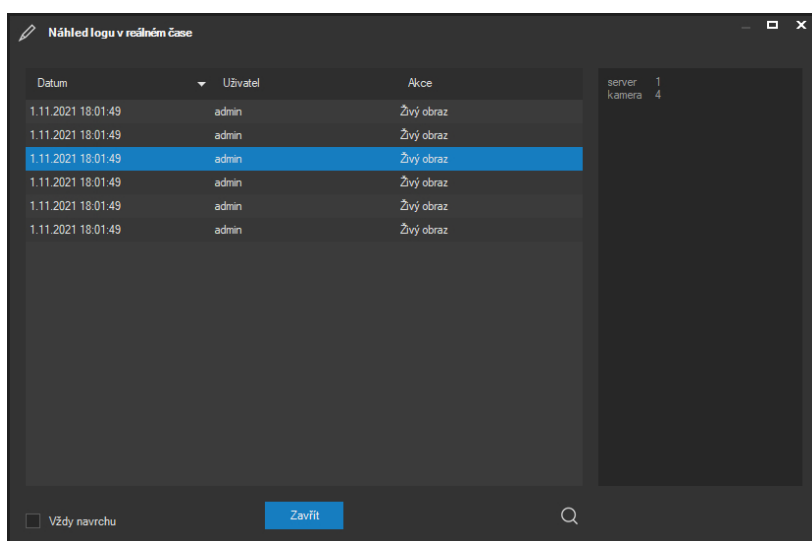 Náhled logu v reálném čase
Datum Uživatel Akce
1.11.2021 18:01:49 admin Živý obraz
1.11.2021 18:01:49 admin Živý obraz
1.11.2021 18:01:49 admin Živý obraz
1.11.2021 18:01:49 admin Živý obraz
1.11.2021 18:01:49 admin Živý obraz
1.11.2021 18:01:49 admin Živý obraz
server 1
kamera 4
Vždy navrchu
Zavřít